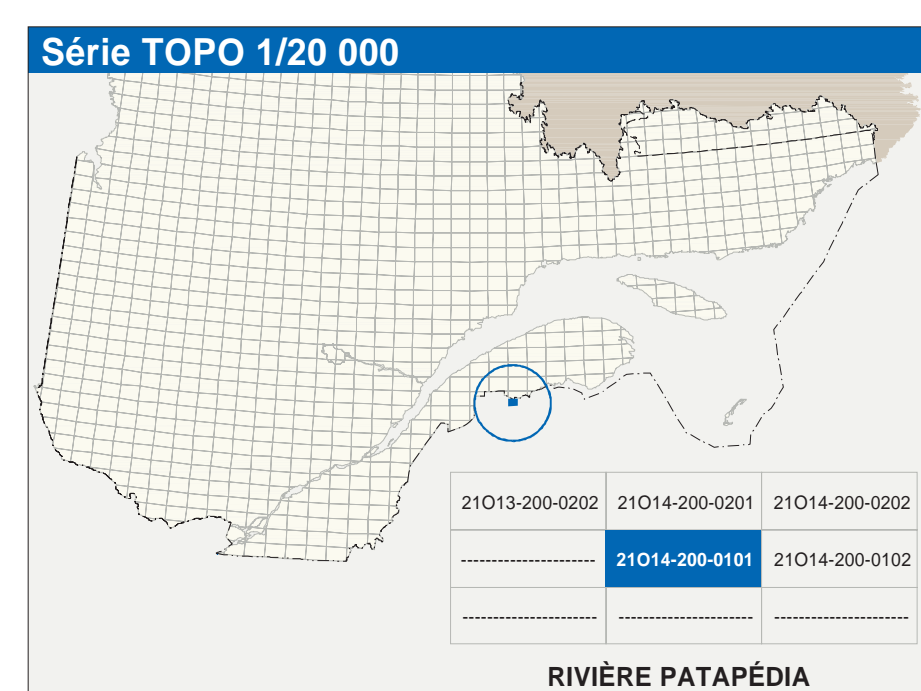 Série TOPO 1/20 000
21O13-200-0202 21O14-200-0201 21O14-200-0202
---------------------- 21O14-200-0101 21O14-200-0102
---------------------- ---------------------- ----------------------
RIVIÈRE PATAPÉDIA